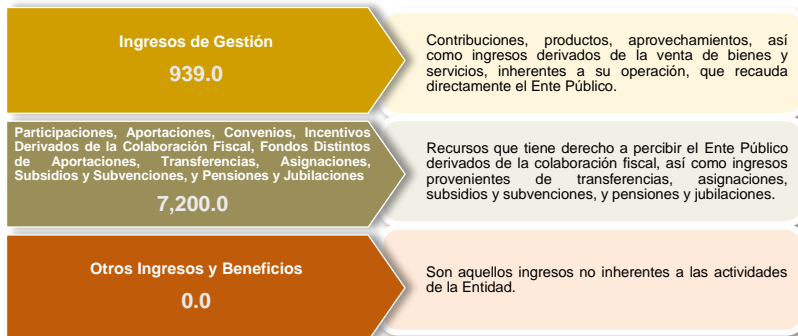 Ingresos de Gestión
939.0
Contribuciones, productos, aprovechamientos, así
como ingresos derivados de la venta de bienes y
servicios, inherentes a su operación, que recauda
directamente el Ente Público.
Participaciones, Aportaciones, Convenios, Incentivos
Derivados de la Colaboración Fiscal, Fondos Distintos
de Aportaciones, Transferencias, Asignaciones,
Subsidios y Subvenciones, y Pensiones y Jubilaciones
7,200.0
Recursos que tiene derecho a percibir el Ente Público
derivados de la colaboración fiscal, así como ingresos
provenientes de transferencias, asignaciones,
subsidios y subvenciones, y pensiones y jubilaciones.
Otros Ingresos y Beneficios
0.0
Son aquellos ingresos no inherentes a las actividades
de la Entidad.